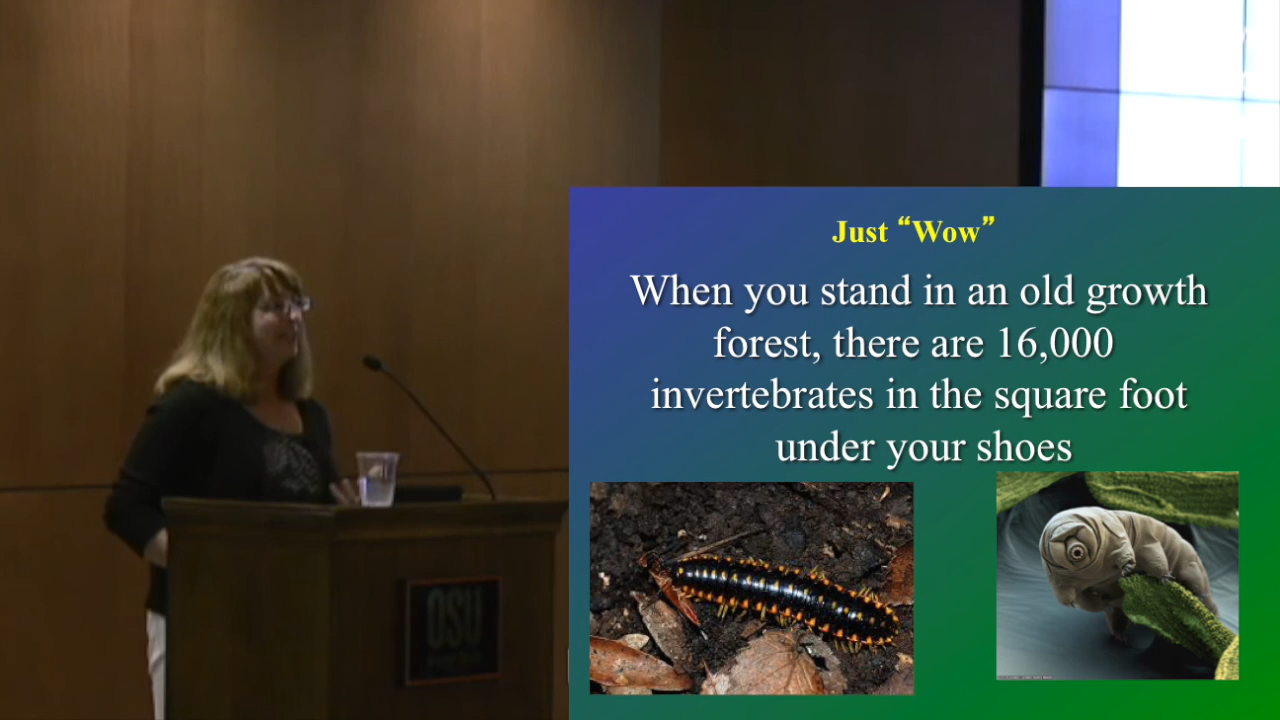 Just “Wow”
When you stand in an old growth
forest, there are 16,000
invertebrates in the square foot
under your shoes
OSU